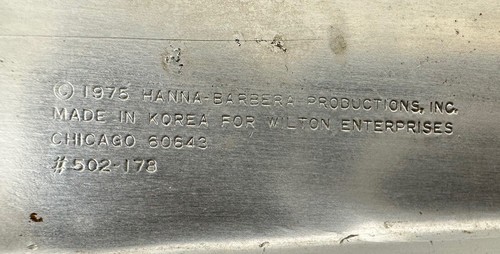 © 1975 HANNA-BARBERA PRODUCTIONS, INC.
MADE IN KOREA FOR WILTON ENTERPRISES
CHICAGO 60643
# 502-178